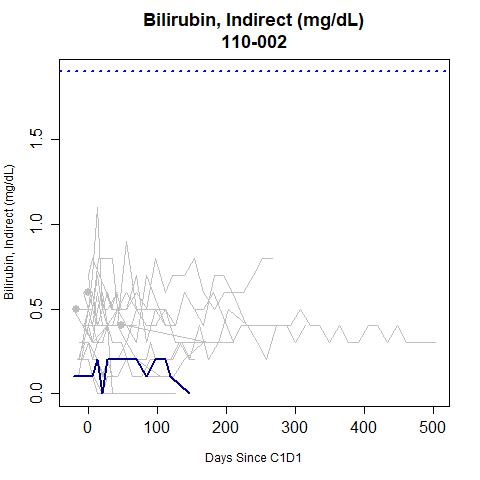 Bilirubin, Indirect (mg/dL)
110-002
Bilirubin, Indirect (mg/dL)
1.5
1.0
0.5
0.0
0 100 200 300 400 500
Days Since C1D1